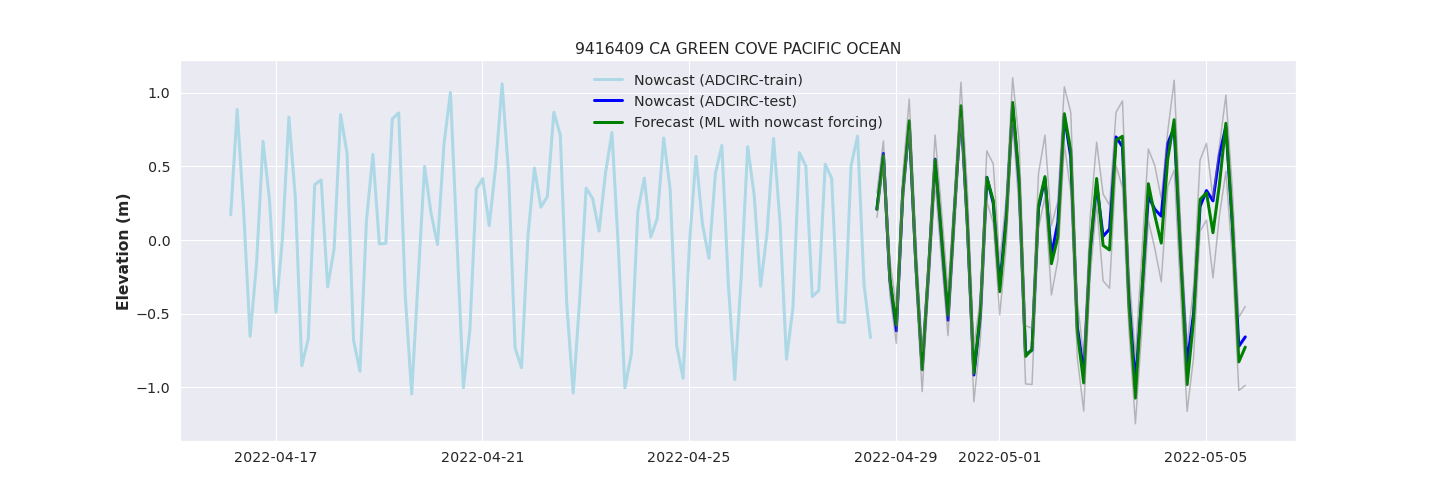 9416409 CA GREEN COVE PACIFIC OCEAN
Nowcast (ADCIRC-train)
Nowcast (ADCIRC-test)
Forecast (ML with nowcast forcing)
Elevation (m)
1.0
0.5
0.0
−0.5
−1.0
2022-04-17 2022-04-21 2022-04-25 2022-04-29 2022-05-01 2022-05-05